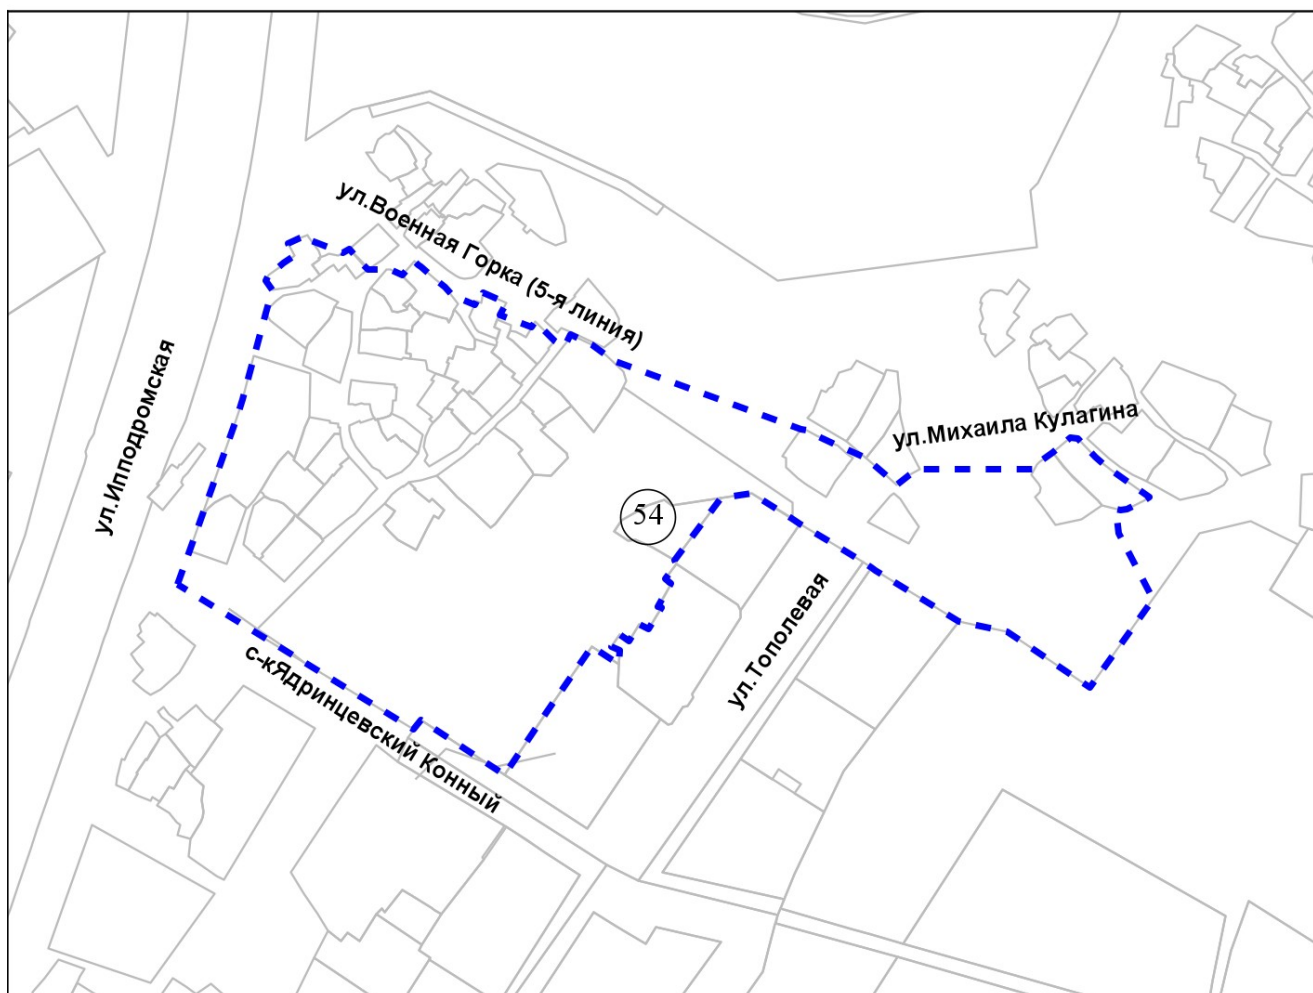 ул.Военная Горка (5-я линия)
ул.Ипподромская
ул.Михаила Кулагина
54
ул.Тополевая
с-кЯдринцевский Конный